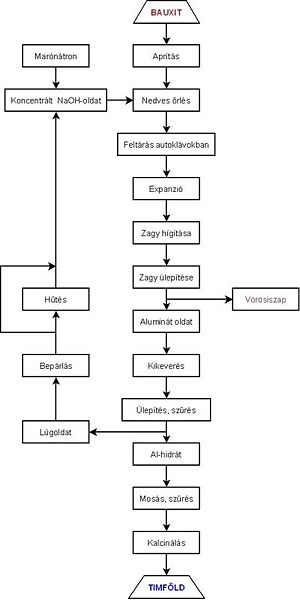 BAUXIT
Marónátron
Aprítás
Koncentrált NaOH-oldat
Nedves őrlés
Feltárás autoklávokban
Expanzió
Zagy hígítása
Zagy ülepítése
Hűtés
Vörösiszap
Aluminát oldat
Bepárlás
Kikeverés
Ülepítés, szűrés
Lúgoldat
Al-hidrát
Mosás, szűrés
Kalcinálás
TIMFÖLD